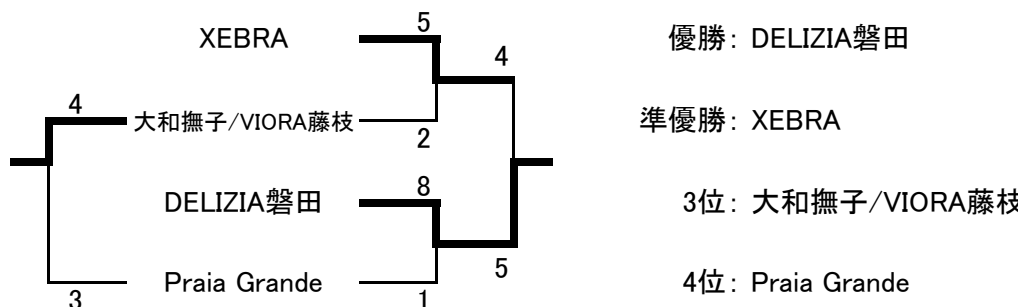 XEBRA
5
4
優勝: DELIZIA磐田
4
大和撫子/VIORA藤枝
2
準優勝: XEBRA
DELIZIA磐田
8
3位: 大和撫子/VIORA藤枝
5
Praia Grande
3
1
4位: Praia Grande